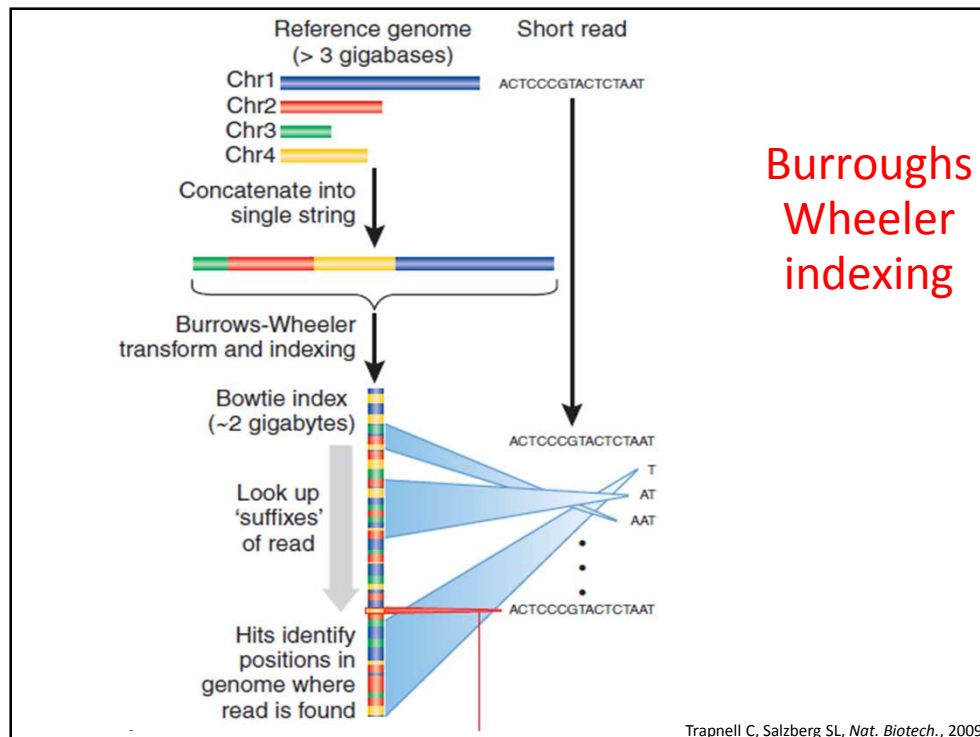 Reference genome
(> 3 gigabases)
Short read
Chr1
ACTCCCGTACTCTAAT
Chr2
Chr3
Chr4
Concatenate into
single string
Burroughs
Wheeler
indexing
Burrows-Wheeler
transform and indexing
Bowtie index
(~2 gigabytes)
ACTCCCGTACTCTAAT
T
AT
AAT
Look up
'suffixes'
of read
ACTCCCGTACTCTAAT
Hits identify
positions in
genome where
read is found
Trapnell C, Salzberg SL, Nat. Biotech., 2009